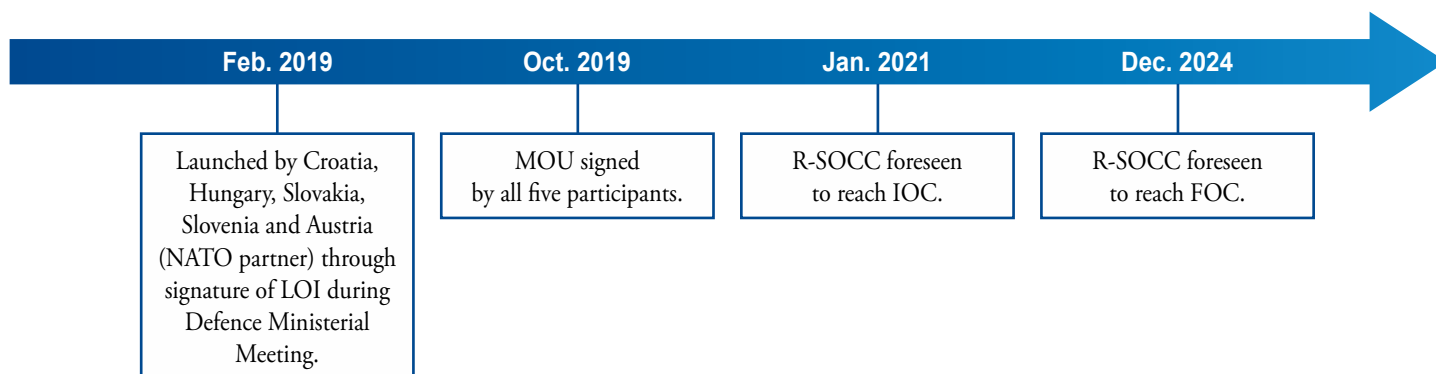 Feb. 2019
Oct. 2019
Jan. 2021
Dec. 2024
Launched by Croatia,
Hungary, Slovakia,
Slovenia and Austria
(NATO partner) through
signature of LOI during
Defence Ministerial
Meeting.
MOU signed
by all five participants.
R-SOCC foreseen
to reach IOC.
R-SOCC foreseen
to reach FOC.